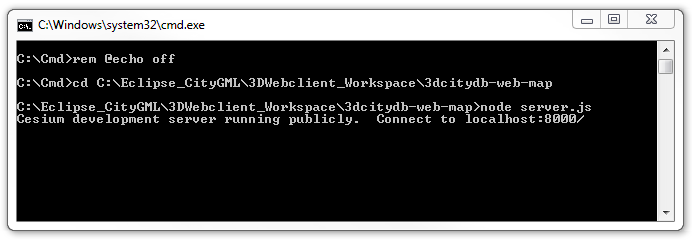 C:\Windows\system32\cmd.exe
C:\Cmd>rem @echo off
C:\Cmd>cd C:\Eclipse_CityGML\3DWebclient_Workspace\3dcitydb-web-map
C:\Eclipse_CityGML\3DWebclient_Workspace\3dcitydb-web-map>node server.js
Cesium development server running publicly.  Connect to localhost:8000/